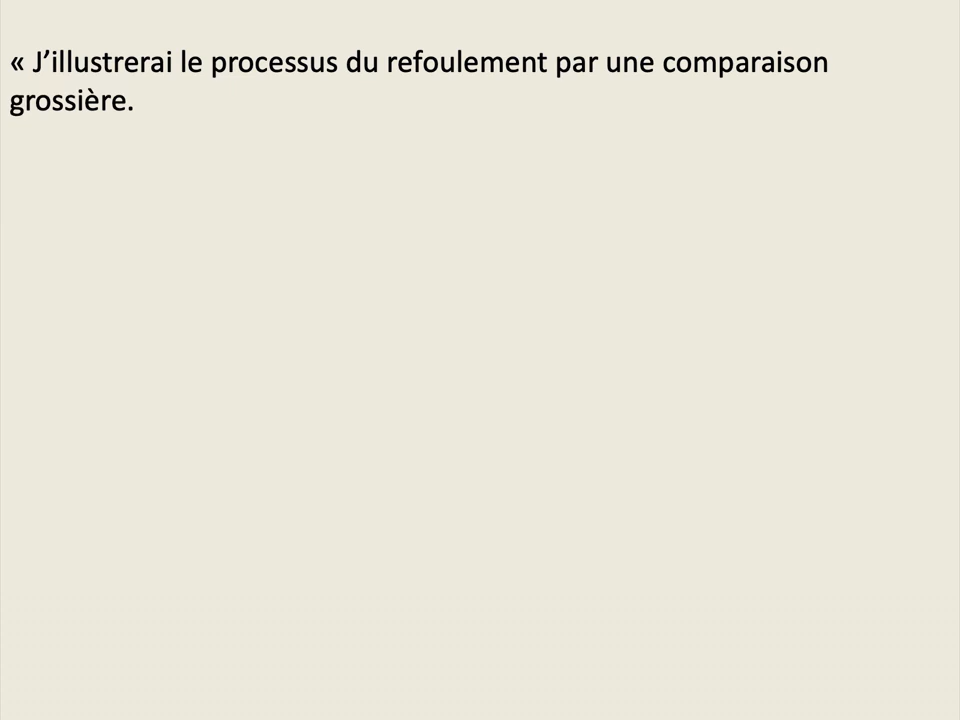 « J’illustrerai le processus du refoulement par une comparaison
grossière.